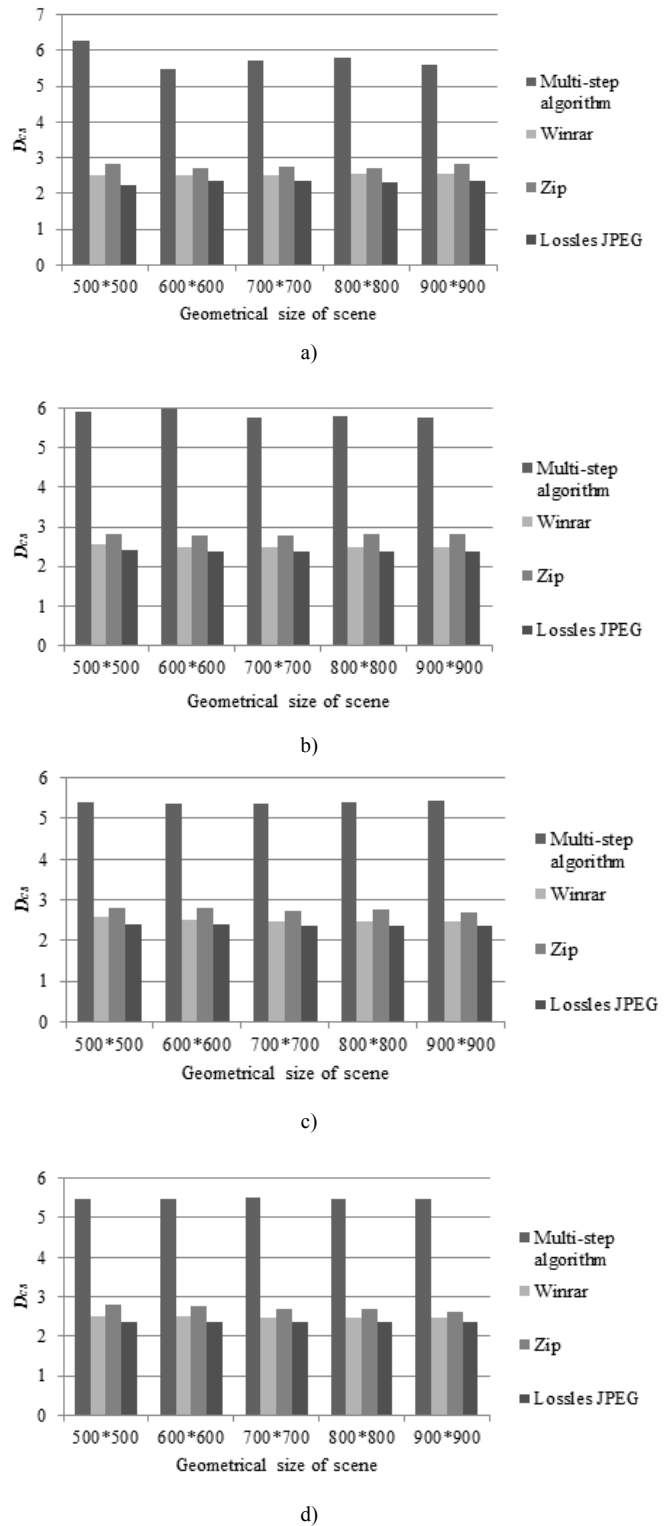 7
6
5
4
3
2
1
0
Dcs
500*500 600*600 700*700 800*800 900*900
Geometrical size of scene
Multi-step
algorithm
Winrar
Zip
Lossles JPEG
a)
6
5
4
3
2
1
0
Dcs
500*500 600*600 700*700 800*800 900*900
Geometrical size of scene
Multi-step
algorithm
Winrar
Zip
Lossles JPEG
b)
6
5
4
3
2
1
0
Dcs
500*500 600*600 700*700 800*800 900*900
Geometrical size of scene
Multi-step
algorithm
Winrar
Zip
Lossles JPEG
c)
6
5
4
3
2
1
0
Dcs
500*500 600*600 700*700 800*800 900*900
Geometrical size of scene
Multi-step
algorithm
Winrar
Zip
Lossles JPEG
d)